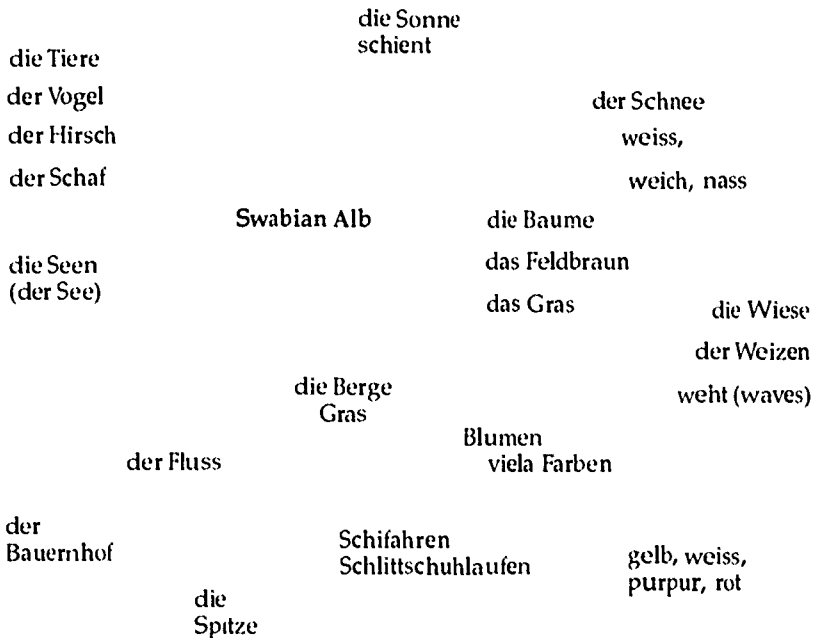 die Sonne
schient
die Tiere
der Vogel
der Schnee
der Hirsch
weiss,
der Schaf
weich, nass
Swabian Alb
die Baume
die Seen
(der See)
das Feldbraun
das Gras
die Wiese
der Weizen
die Berge
Gras
weht (waves)
Blumen
viela Farben
der Fluss
der
Bauernhof
Schifahren
Schlittschuhlaufen
gelb, weiss,
purpur, rot
die
Spitze